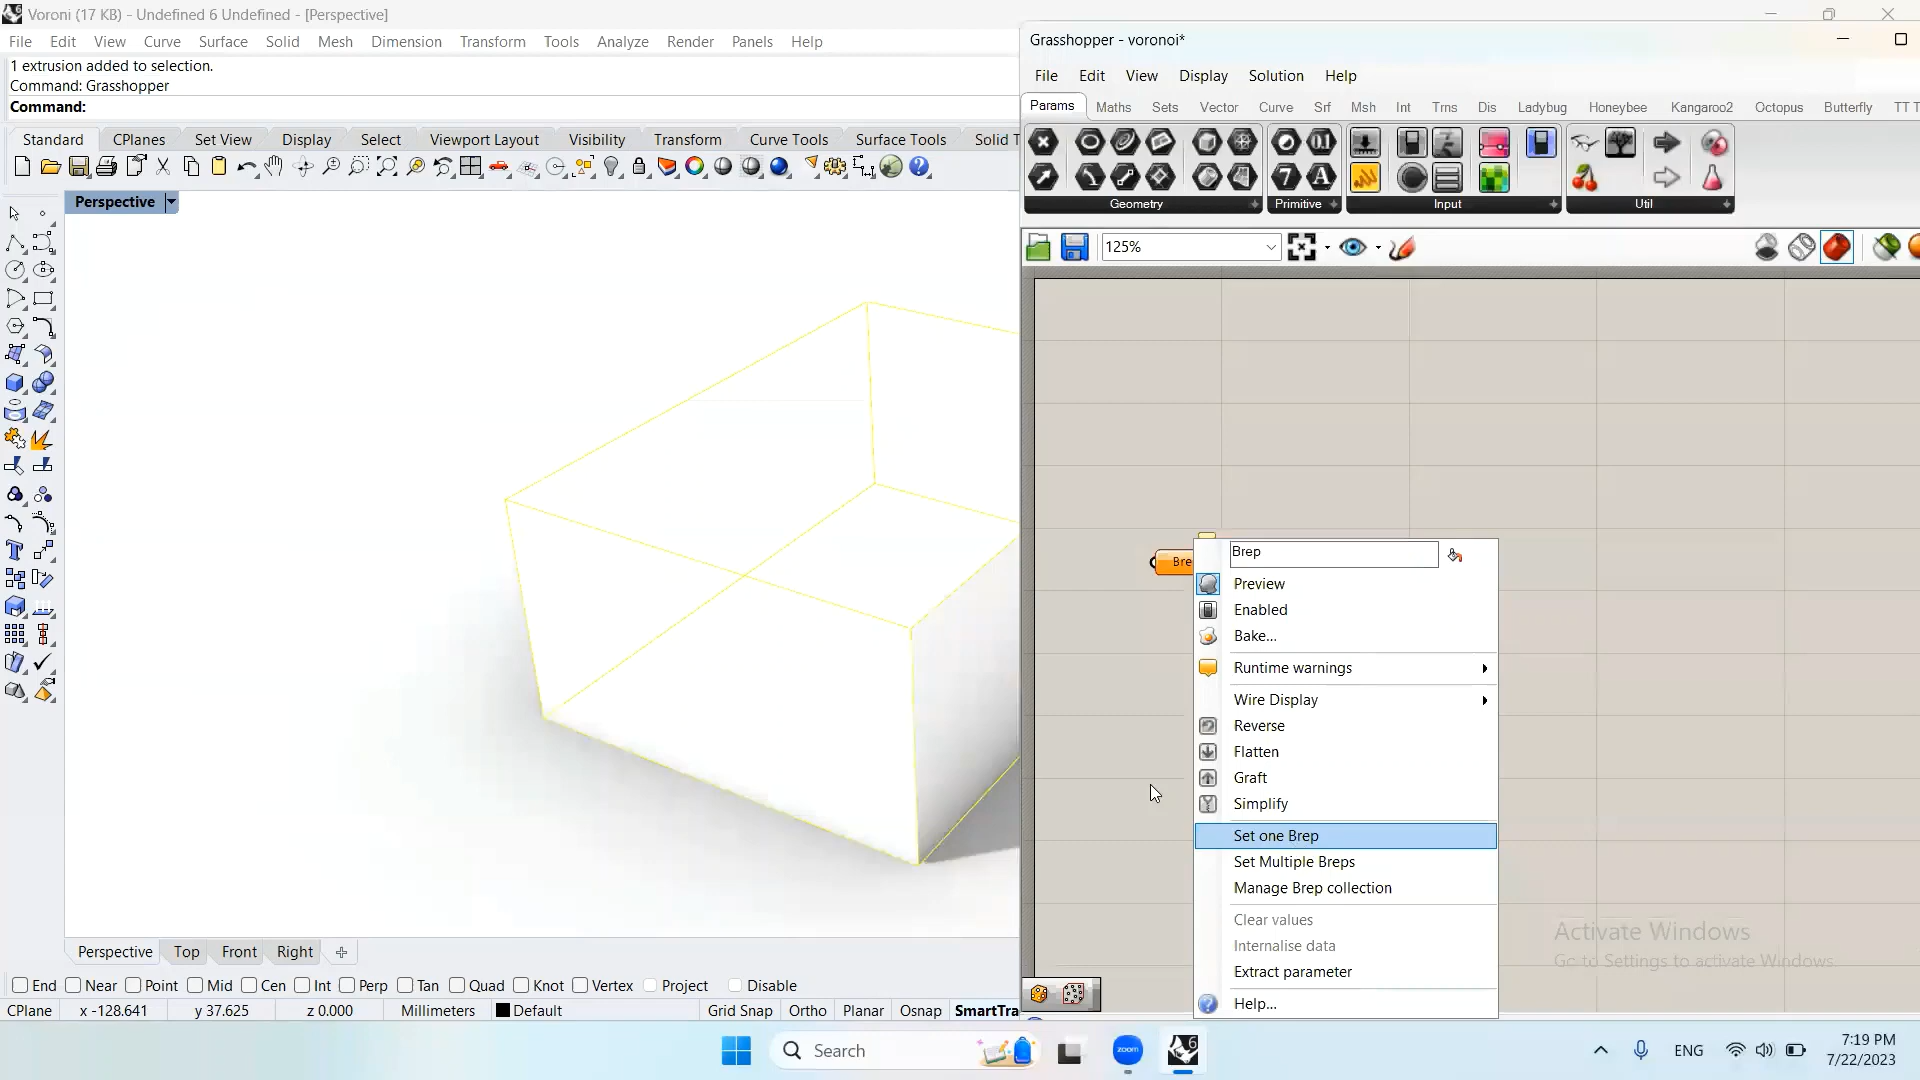 Voroni (17 KB) - Undefined 6 Undefined - [Perspective]
File Edit View Curve Surface Solid Mesh Dimension Transform Tools Analyze Render Panels Help
1 extrusion added to selection.
Command: Grasshopper
Command:
Standard CPlanes Set View Display Select Viewport Layout Visibility Transform Curve Tools Surface Tools Solid T
Perspective
Grasshopper - voronoi*
File Edit View Display Solution Help
Params Maths Sets Vector Curve Srf Msh Int Trns Dis Ladybug Honeybee Kangaroo2 Octopus Butterfly TT T
Geometry Primitive Input Util
125%
Bre
Brep
Preview
Enabled
Bake...
Runtime warnings
Wire Display
Reverse
Flatten
Graft
Simplify
Set one Brep
Set Multiple Breps
Manage Brep collection
Clear values
Internalise data
Extract parameter
Help...
Activate Windows
Go to Settings to activate Windows.
Perspective Top Front Right
End Near Point Mid Cen Int Perp Tan Quad Knot Vertex Project Disable
CPlane x -128.641 y 37.625 z 0.000 Millimeters Default Grid Snap Ortho Planar Osnap SmartTra
Search
zoom
6
ENG
7:19 PM
7/22/2023